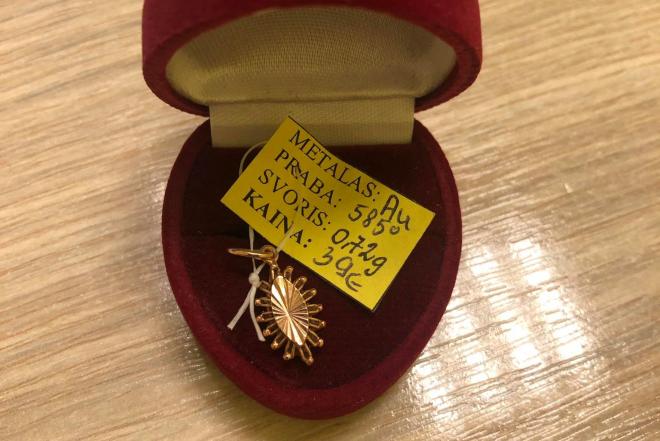 METALAS: Au
PRABA: 585°
SVORIS: 0.72g
KAINA: 39€